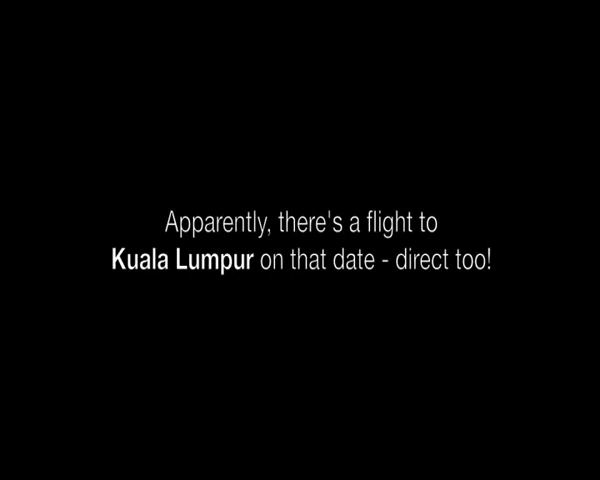 Apparently, there's a flight to
Kuala Lumpur on that date - direct too!